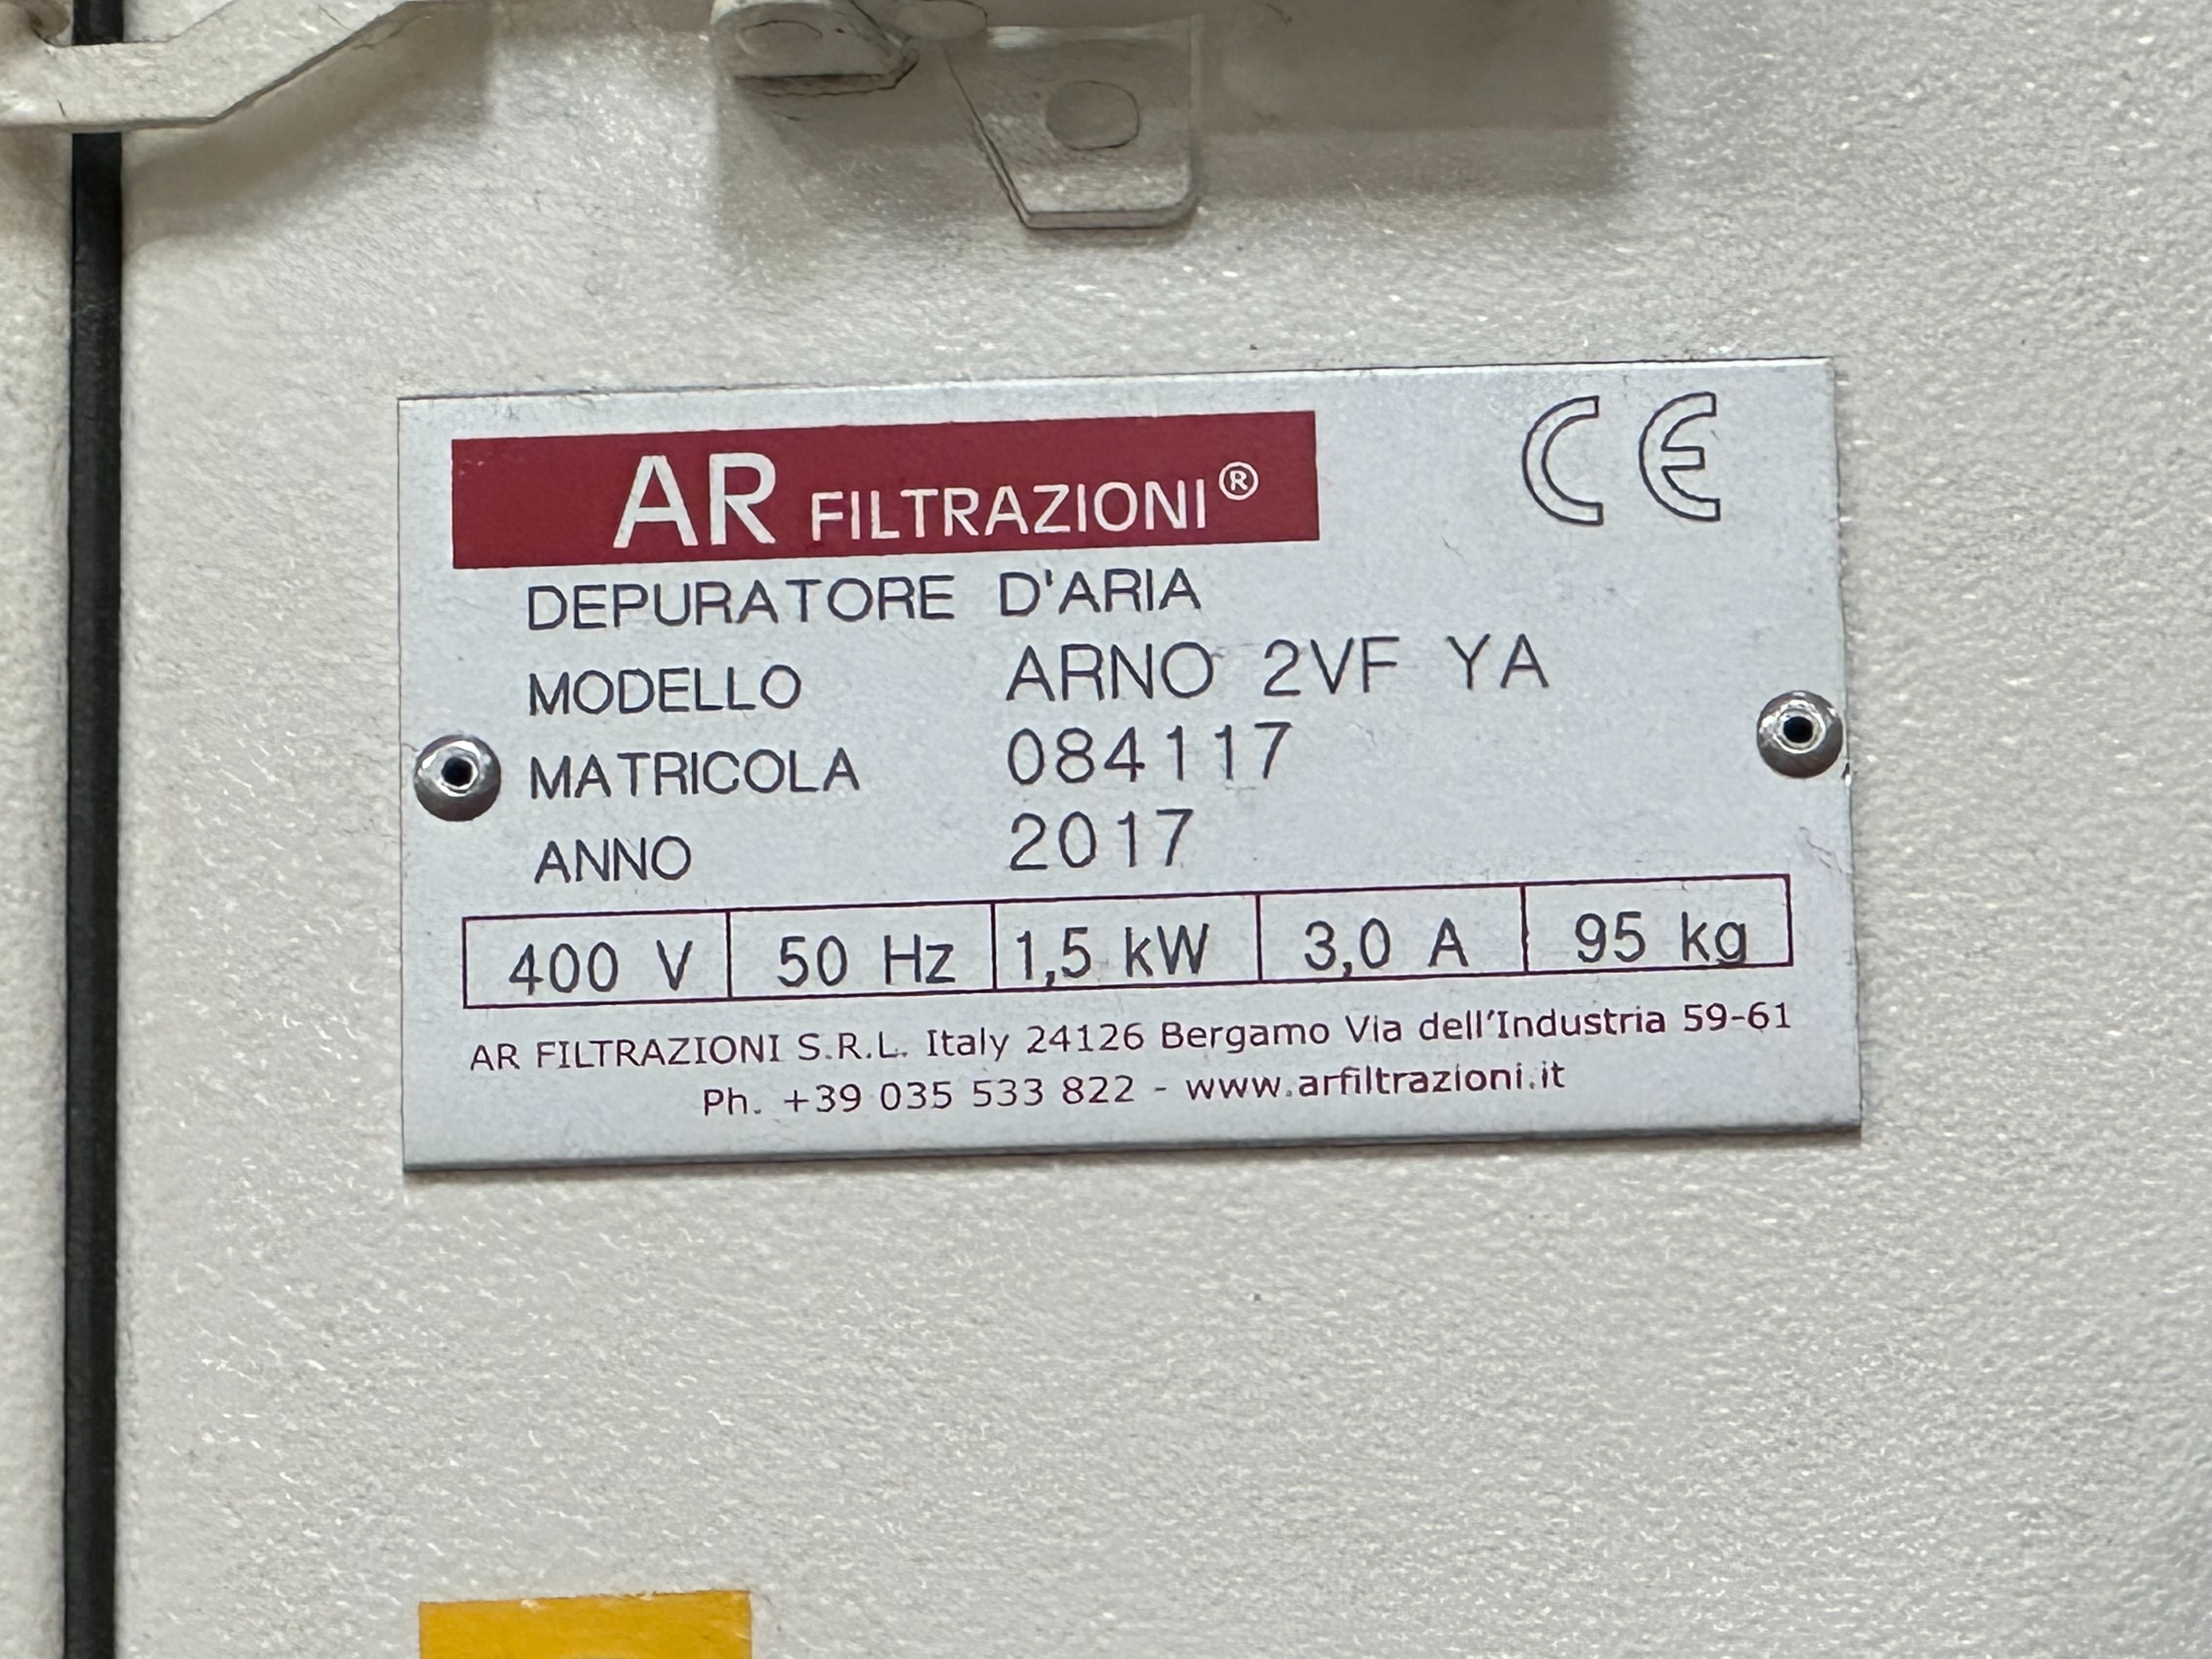 AR FILTRAZIONI®
CE
DEPURATORE D'ARIA
MODELLO ARNO 2VF YA
MATRICOLA 084117
ANNO 2017
400 V 50 Hz 1,5 kW 3,0 A 95 kg
AR FILTRAZIONI S.R.L. Italy 24126 Bergamo Via dell'Industria 59-61
Ph. +39 035 533 822 - www.arfiltrazioni.it